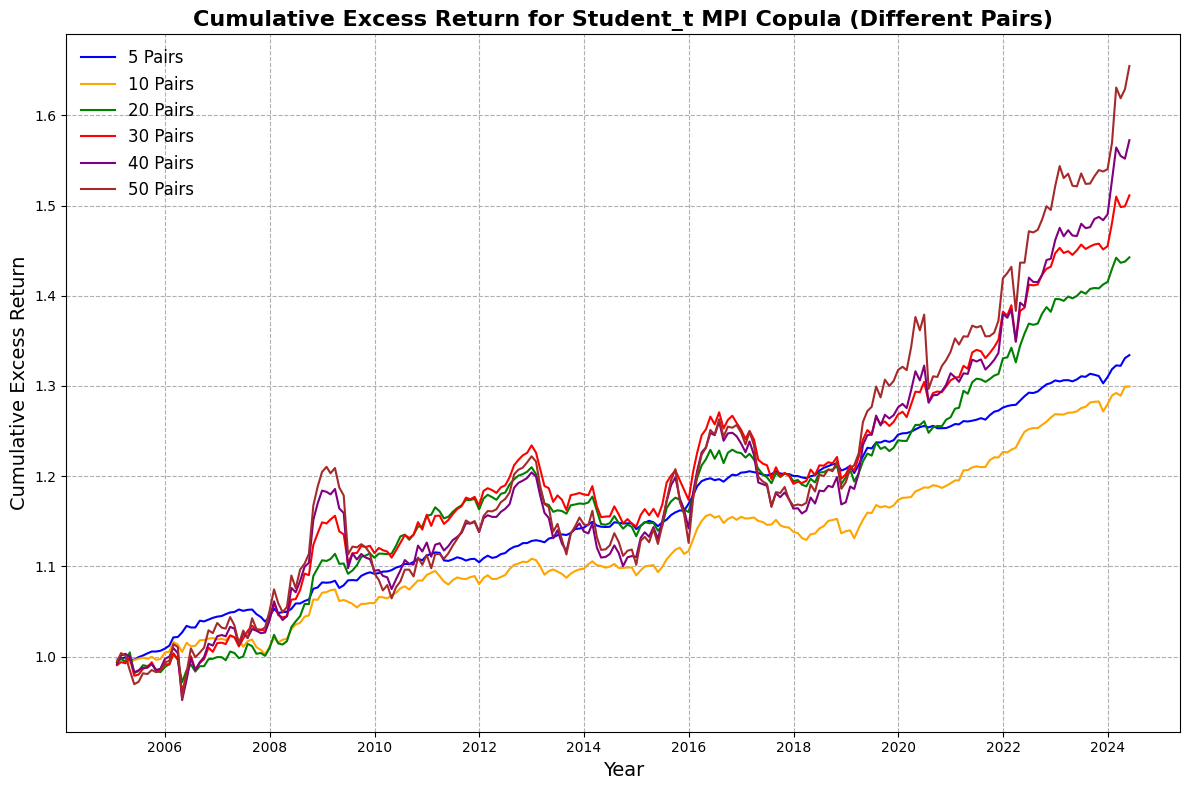 Cumulative Excess Return for Student_t MPI Copula (Different Pairs)
5 Pairs
10 Pairs
20 Pairs
30 Pairs
40 Pairs
50 Pairs
Cumulative Excess Return
1.6
1.5
1.4
1.3
1.2
1.1
1.0
2006 2008 2010 2012 2014 2016 2018 2020 2022 2024
Year